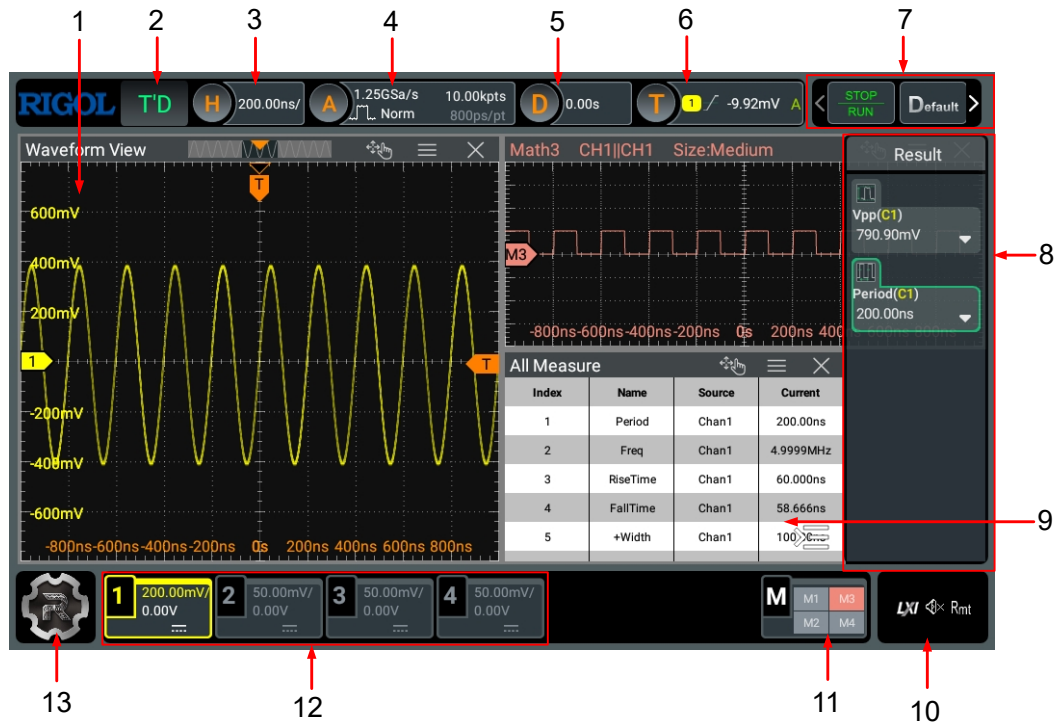 1 2 3 4 5 6 7
RIGOL T'D H 200.00ns/ A 1.25GSa/s 10.00kpts D 0.00s T 1 -9.92mV A STOP Default
Norm 800ps/pt RUN
Waveform View
T
600mV
400mV
200mV
1
T
-200mV
-400mV
-600mV
-800ns -600ns -400ns -200ns 0s 200ns 400ns 600ns 800ns
Math3 CH1||CH1 Size:Medium
M3
-800ns -600ns -400ns -200ns 0s 200ns 400
-600ns 800ns
Result
Vpp(C1)
790.90mV
Period(C1)
200.00ns
8
All Measure
Index Name Source Current
1 Period Chan1 200.00ns
2 Freq Chan1 4.9999MHz
3 RiseTime Chan1 60.000ns
4 FallTime Chan1 58.666ns
5 +Width Chan1
9
R
1 200.00mV/
0.00V
2 50.00mV/
0.00V
3 50.00mV/
0.00V
4 50.00mV/
0.00V
M M1 M3
M2 M4
LXI Rmt
13 12 11 10